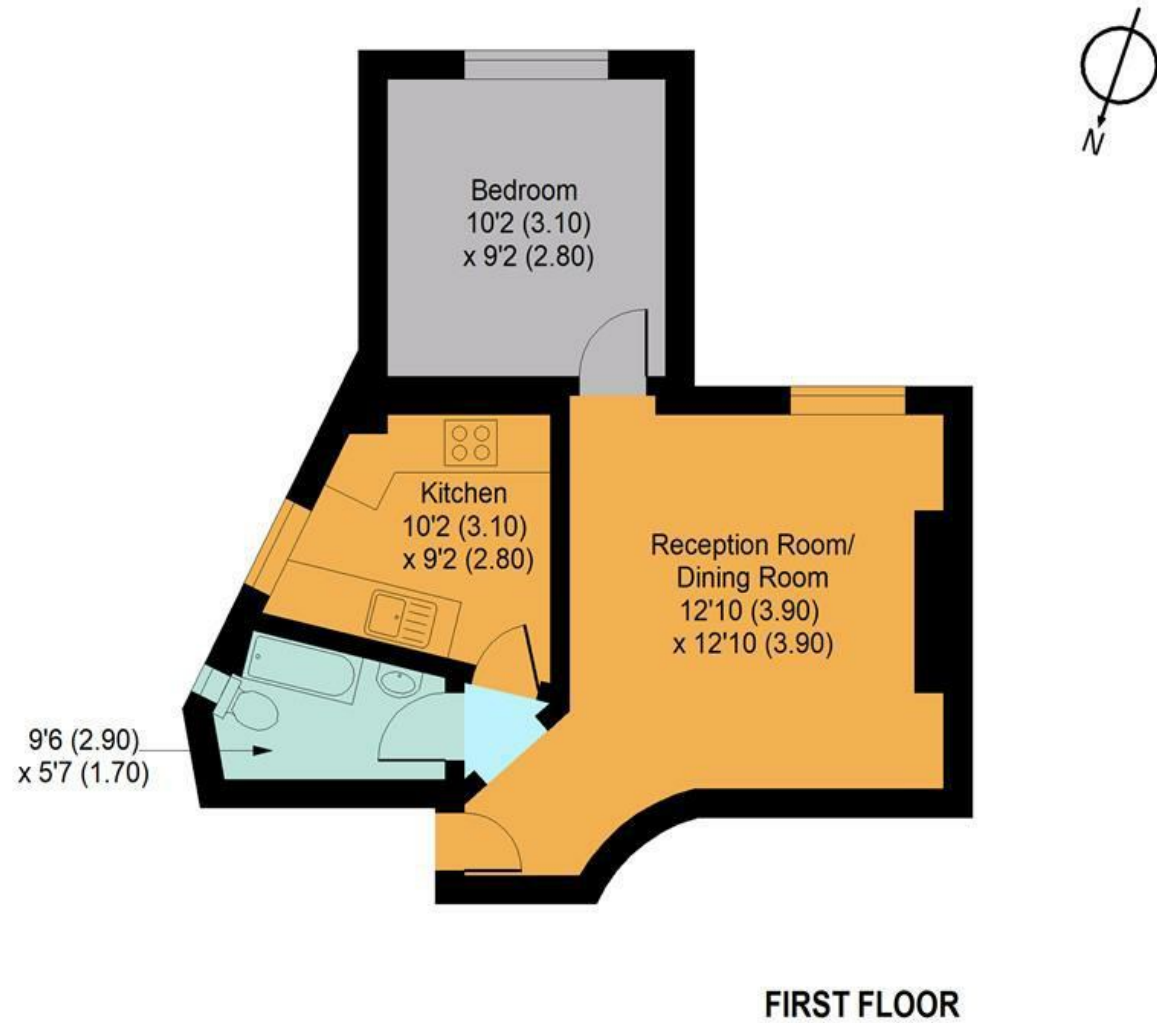 N
Bedroom
10'2 (3.10)
x 9'2 (2.80)
Kitchen
10'2 (3.10)
x 9'2 (2.80)
Reception Room/
Dining Room
12'10 (3.90)
x 12'10 (3.90)
9'6 (2.90)
x 5'7 (1.70)
FIRST FLOOR